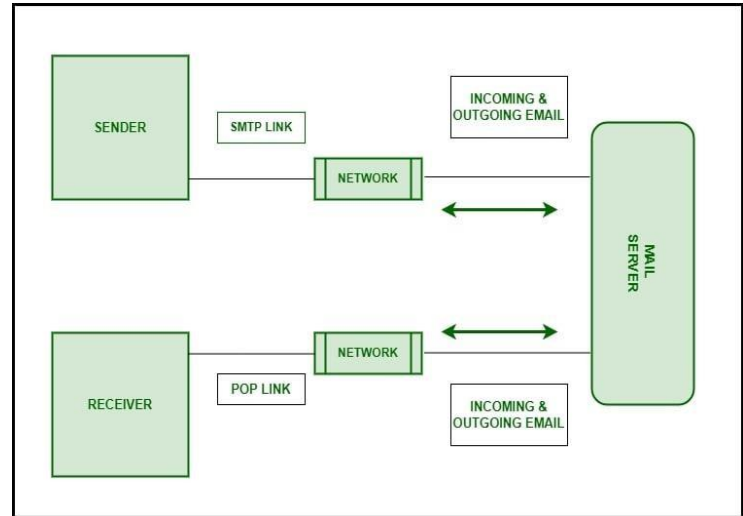 SENDER
SMTP LINK
INCOMING &
OUTGOING EMAIL
NETWORK
MAIL
SERVER
NETWORK
POP LINK
RECEIVER
INCOMING &
OUTGOING EMAIL